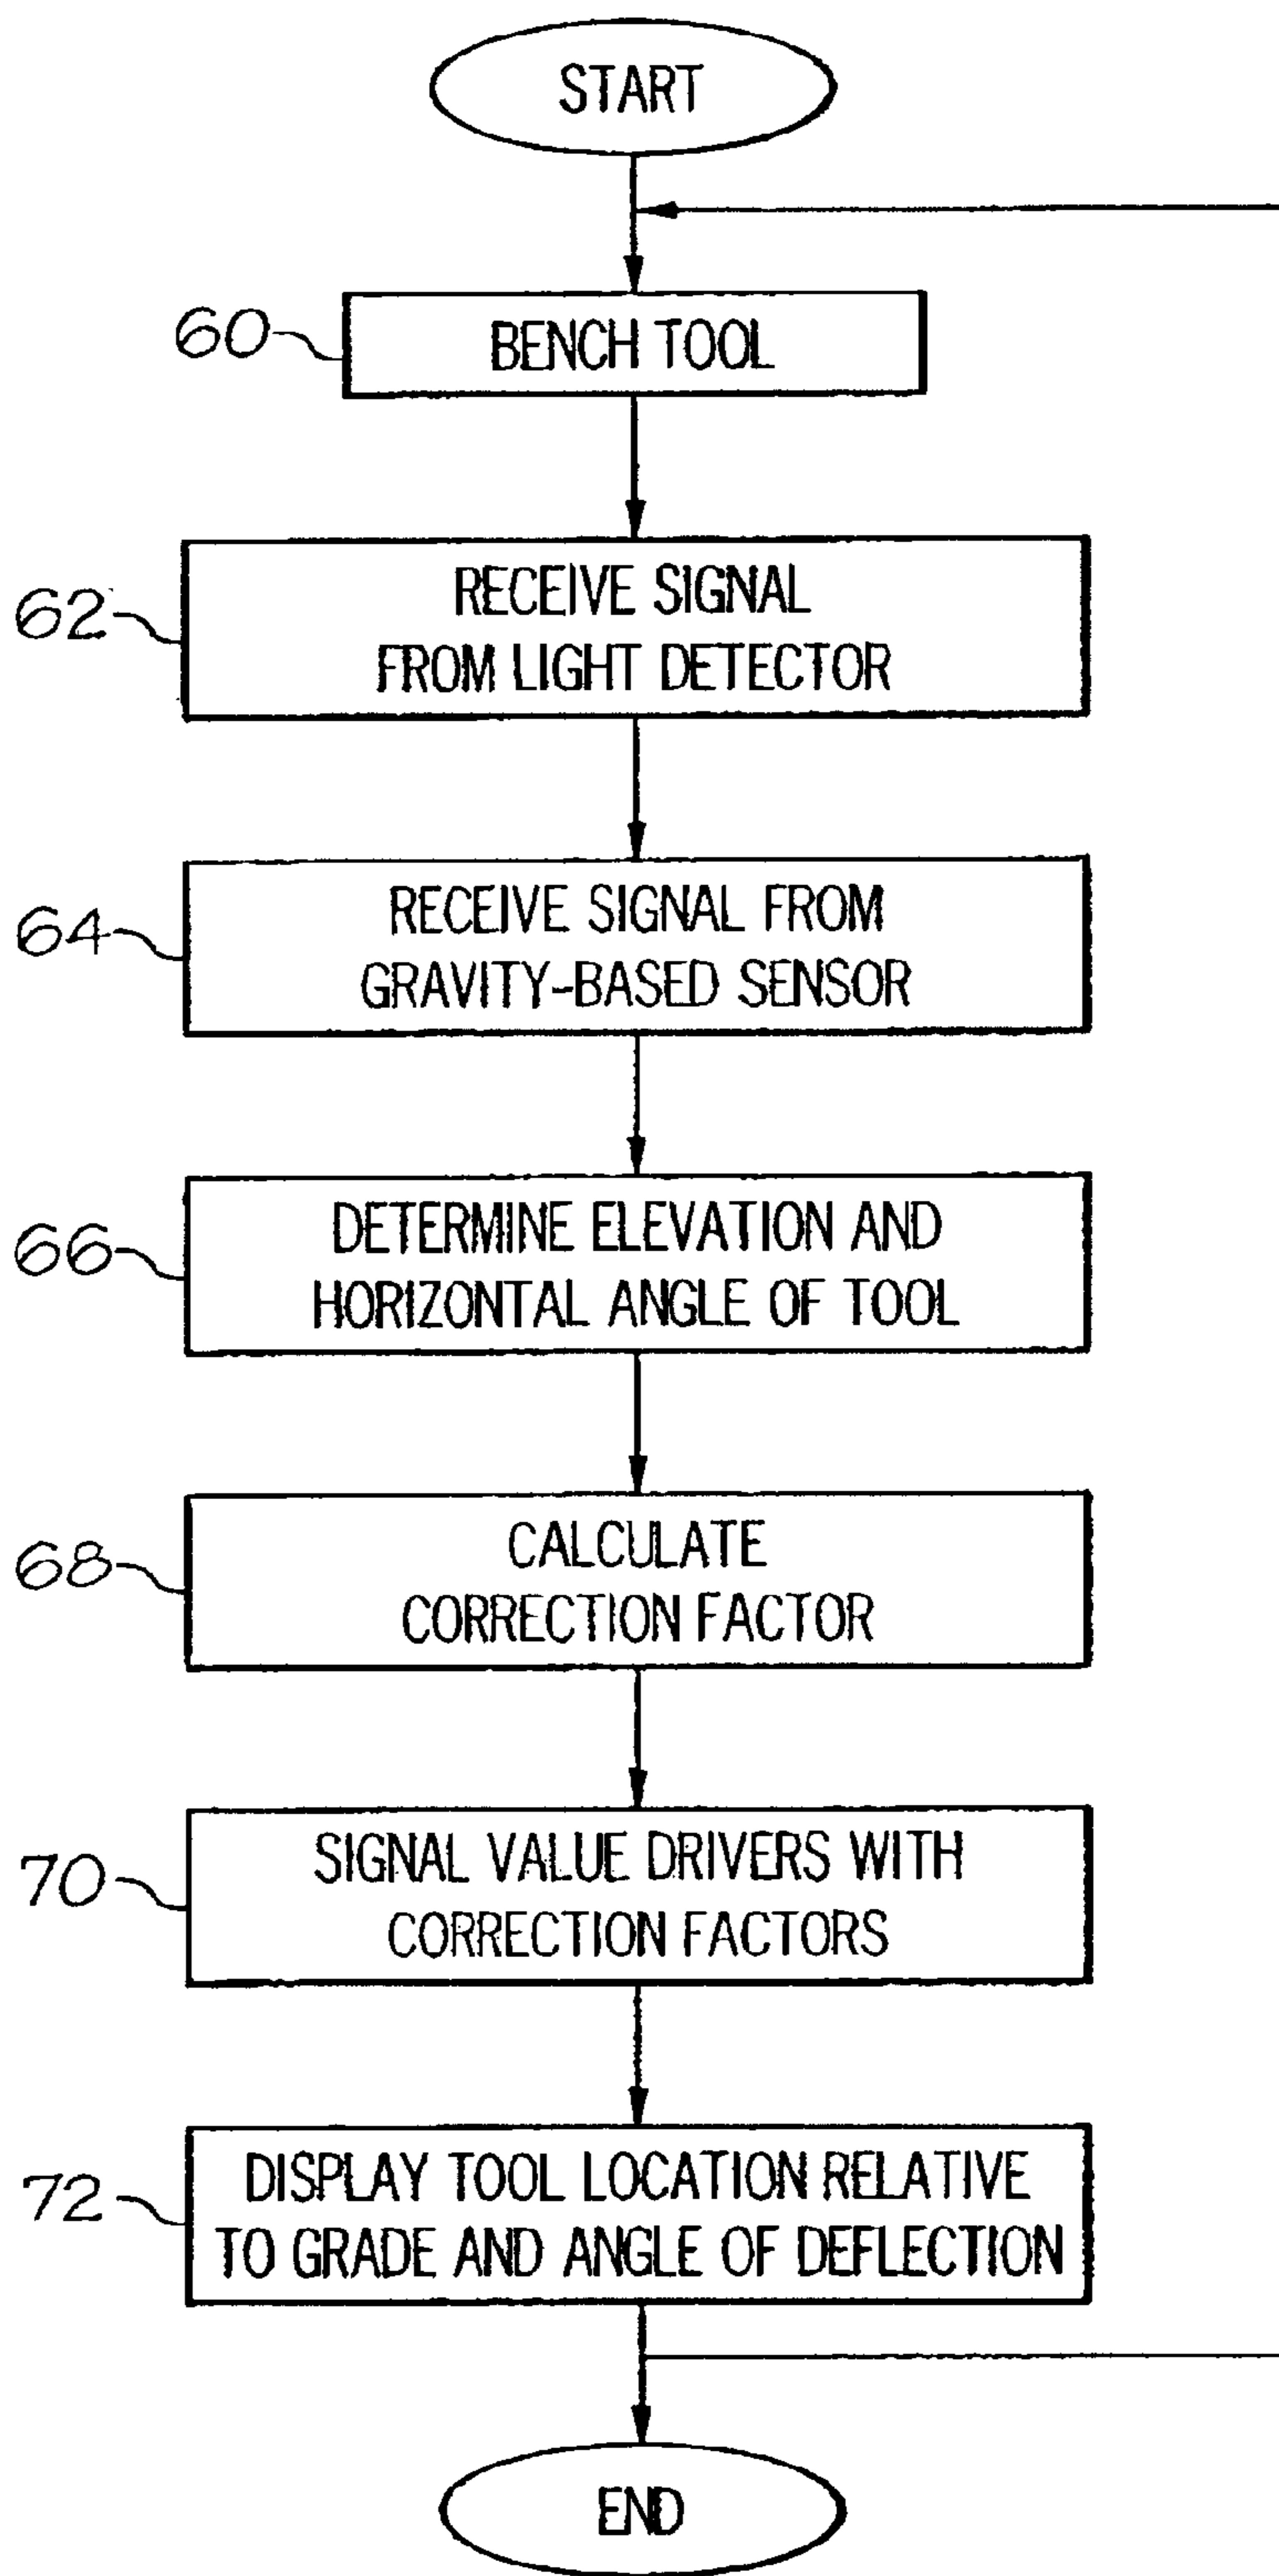 START
60
BENCH TOOL
62
RECEIVE SIGNAL
FROM LIGHT DETECTOR
64
RECEIVE SIGNAL FROM
GRAVITY-BASED SENSOR
66
DETERMINE ELEVATION AND
HORIZONTAL ANGLE OF TOOL
68
CALCULATE
CORRECTION FACTOR
70
SIGNAL VALUE DRIVERS WITH
CORRECTION FACTORS
72
DISPLAY TOOL LOCATION RELATIVE
TO GRADE AND ANGLE OF DEFLECTION
END